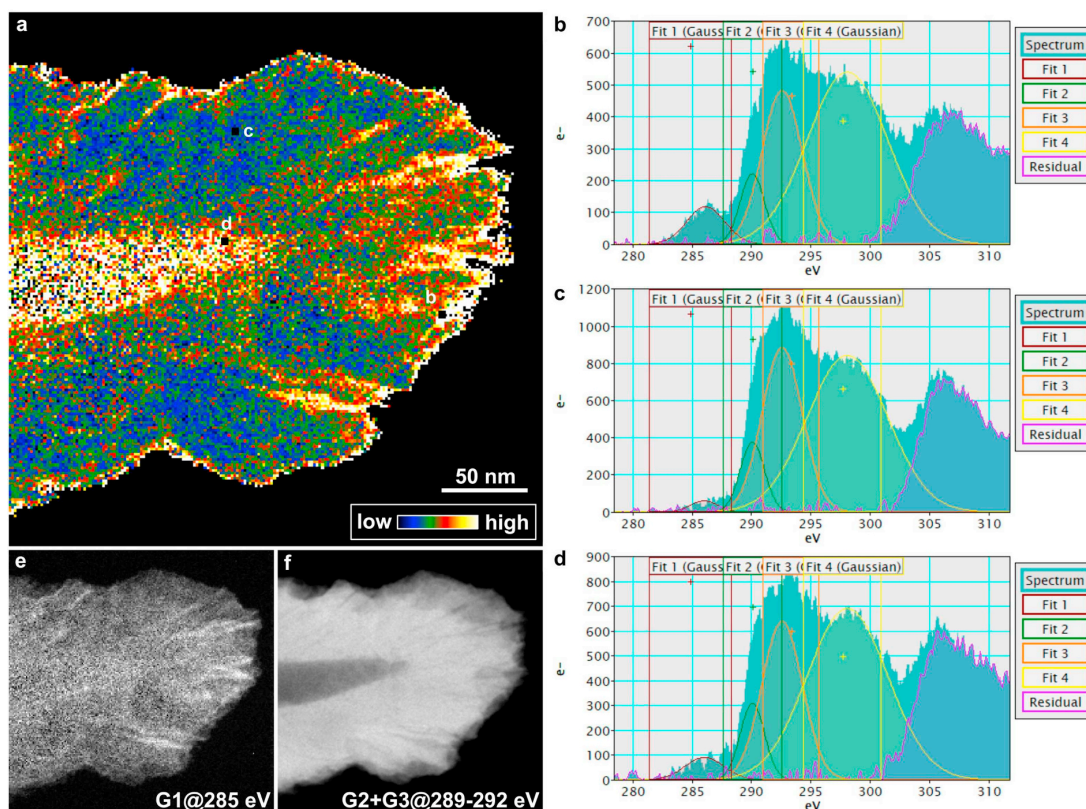 a
c
d
b
50 nm
low high
e
G1@285 eV
f
G2+G3@289-292 eV
b
700
600
500
400
300
200
100
0
e-
280 285 290 295 300 305 310
eV
Fit 1 (Gauss
Fit 2 (
Fit 3 (
Fit 4 (Gaussian)
Spectrum
Fit 1
Fit 2
Fit 3
Fit 4
Residual
c
1200
1000
800
600
400
200
0
e-
280 285 290 295 300 305 310
eV
Fit 1 (Gauss
Fit 2 (
Fit 3 (
Fit 4 (Gaussian)
Spectrum
Fit 1
Fit 2
Fit 3
Fit 4
Residual
d
900
800
700
600
500
400
300
200
100
0
e-
280 285 290 295 300 305 310
eV
Fit 1 (Gauss
Fit 2 (
Fit 3 (
Fit 4 (Gaussian)
Spectrum
Fit 1
Fit 2
Fit 3
Fit 4
Residual